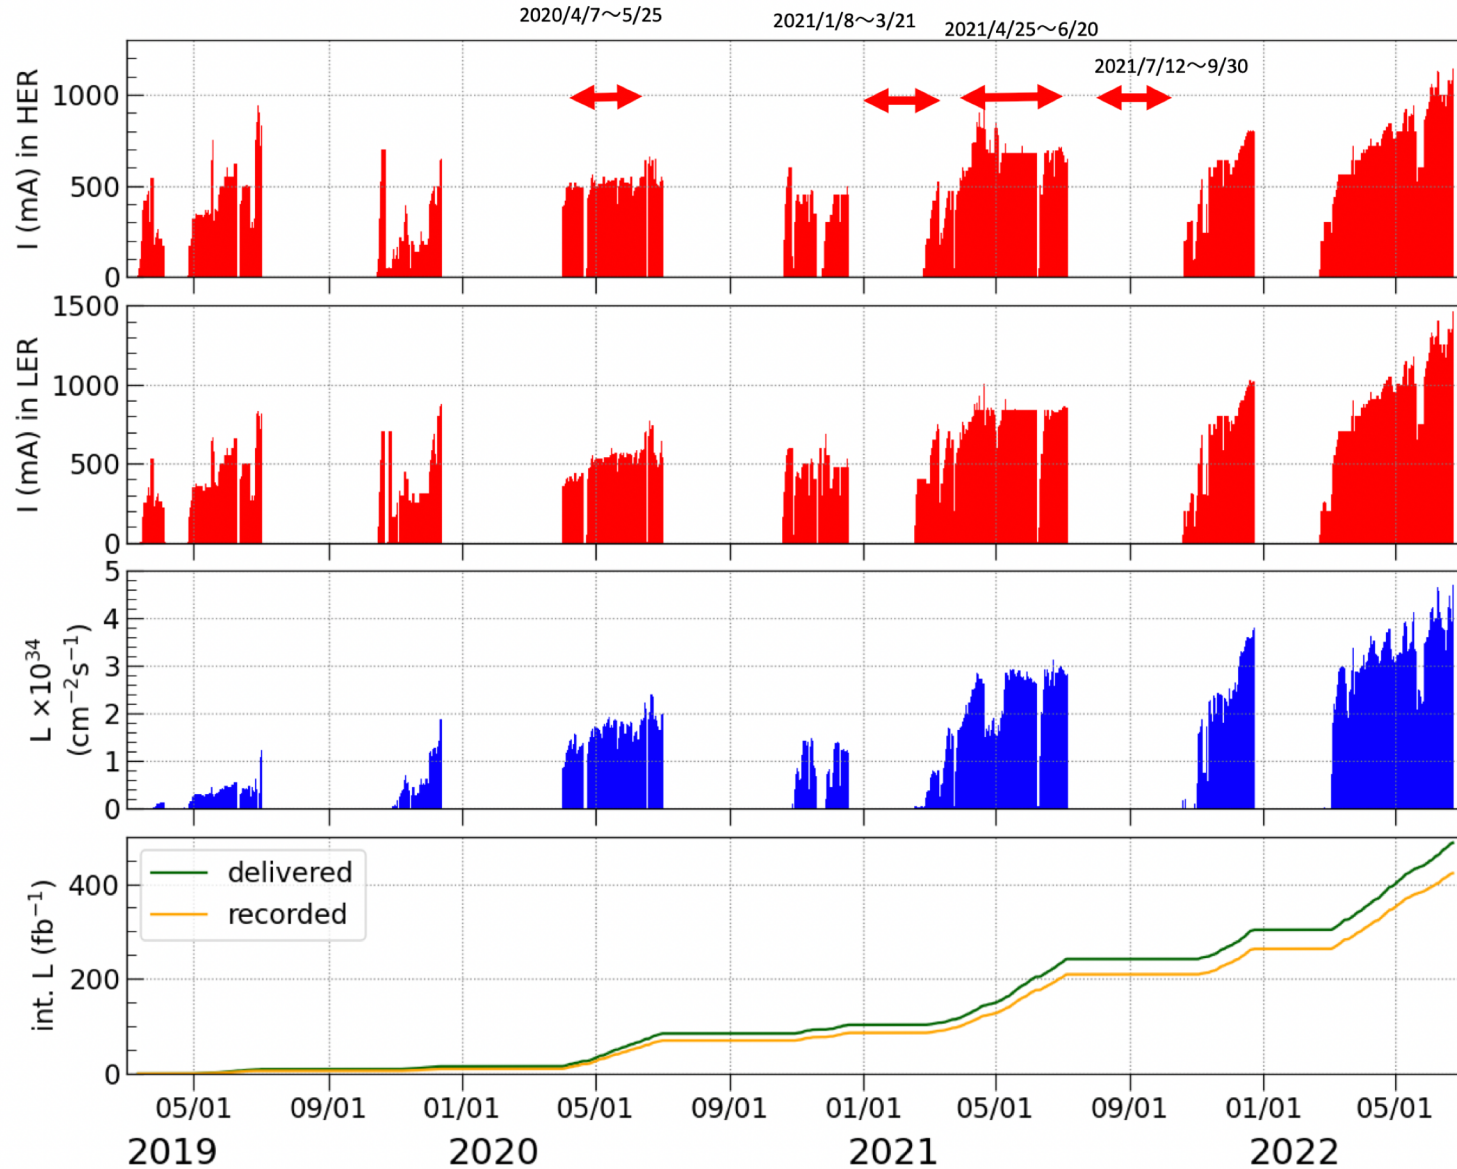 2020/4/7～5/25
2021/1/8～3/21
2021/4/25～6/20
2021/7/12～9/30
I (mA) in HER
1000
500
0
I (mA) in LER
1500
1000
500
0
L ×10³⁴
(cm⁻²s⁻¹)
5
4
3
2
1
0
int. L (fb⁻¹)
400
200
0
delivered
recorded
05/01 09/01 01/01 05/01 09/01 01/01 05/01 09/01 01/01 05/01
2019 2020 2021 2022